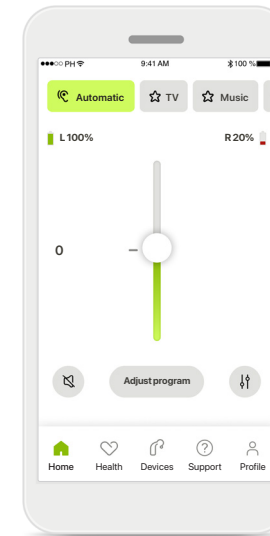 ●●●○○ PH 9:41 AM 100 %
Automatic TV Music
L 100% R 20%
0
Adjust program
Home Health Devices Support Profile